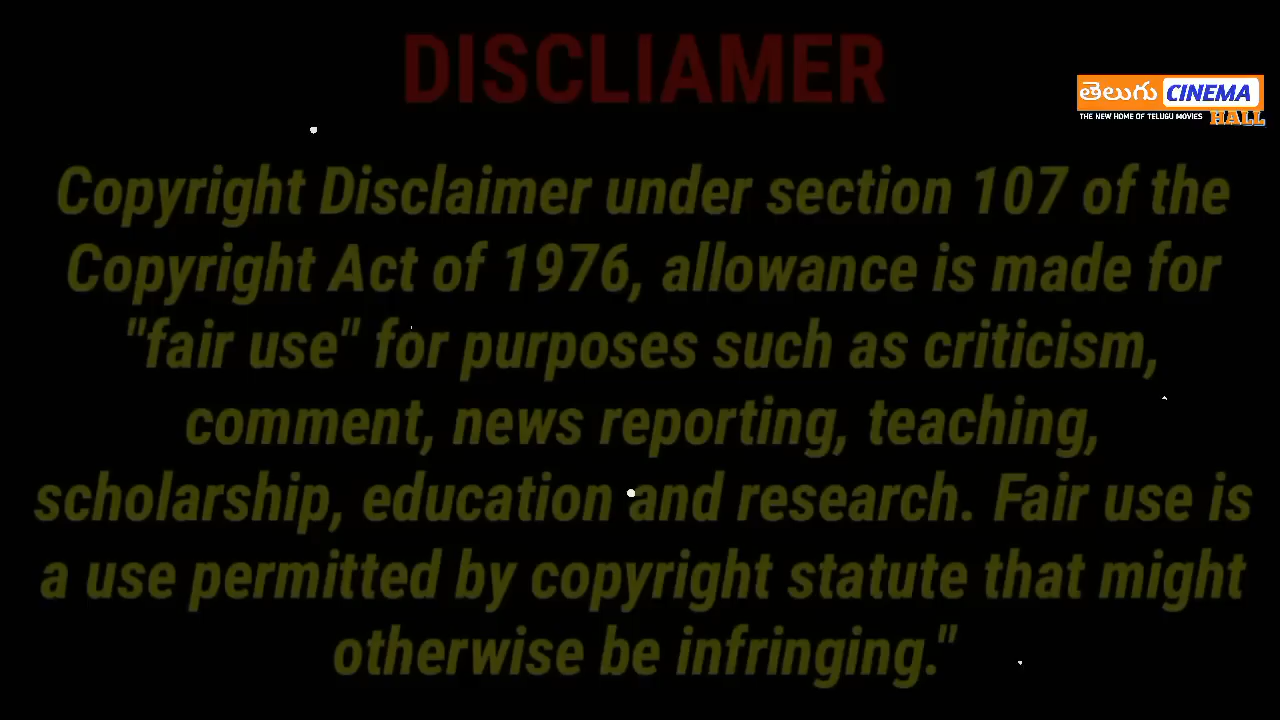 DISCLIAMER
తెలుగు CINEMA
THE NEW HOME OF TELUGU MOVIES HALL
Copyright Disclaimer under section 107 of the
Copyright Act of 1976, allowance is made for
"fair use" for purposes such as criticism,
comment, news reporting, teaching,
scholarship, education and research. Fair use is
a use permitted by copyright statute that might
otherwise be infringing."